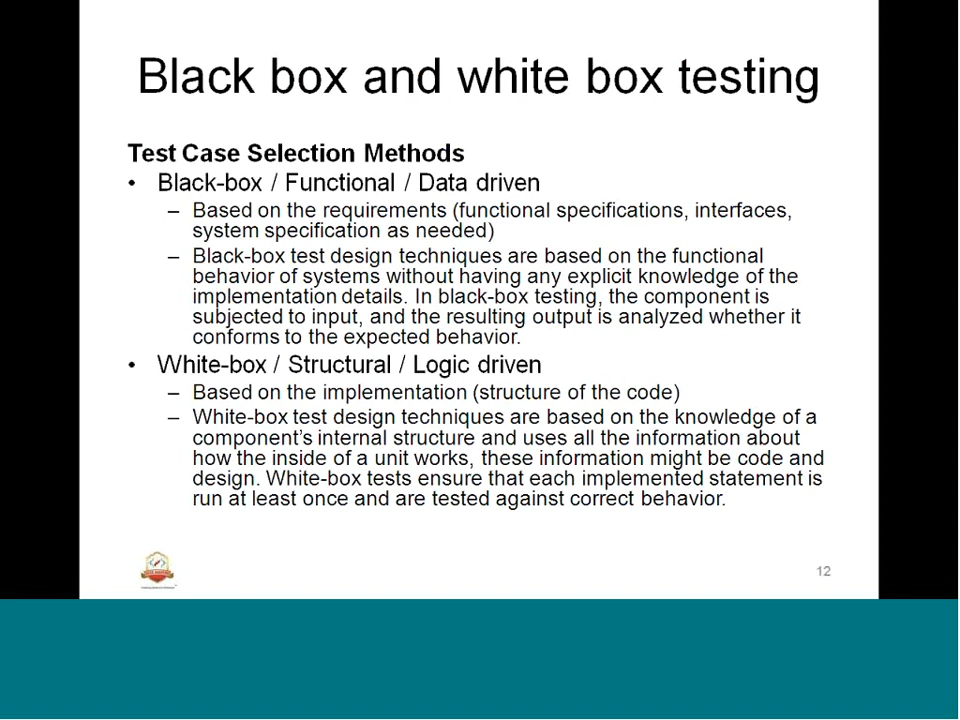 Black box and white box testing
Test Case Selection Methods
• Black-box / Functional / Data driven
– Based on the requirements (functional specifications, interfaces,
system specification as needed)
– Black-box test design techniques are based on the functional
behavior of systems without having any explicit knowledge of the
implementation details. In black-box testing, the component is
subjected to input, and the resulting output is analyzed whether it
conforms to the expected behavior.
• White-box / Structural / Logic driven
– Based on the implementation (structure of the code)
– White-box test design techniques are based on the knowledge of a
component's internal structure and uses all the information about
how the inside of a unit works, these information might be code and
design. White-box tests ensure that each implemented statement is
run at least once and are tested against correct behavior.
12